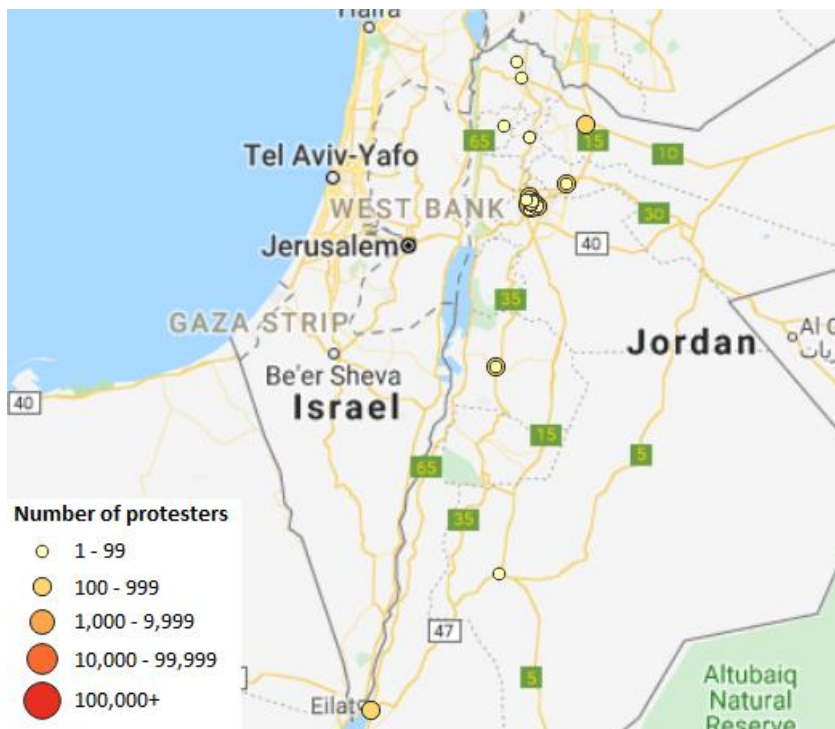 Haifa
65
15
10
Tel Aviv-Yafo
WEST BANK
30
Jerusalem
40
35
GAZA STRIP
Jordan
Al
Be'er Sheva
40
Israel
15
5
65
35
Number of protesters
1 - 99
100 - 999
1,000 - 9,999
10,000 - 99,999
100,000+
47
5
Eilat
Altubaiq
Natural
Reserve